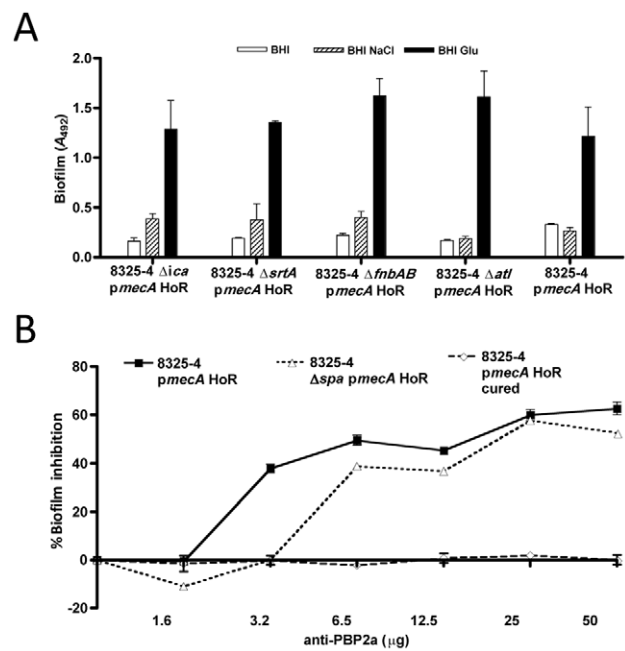 A
BHI BHI NaCl BHI Glu
2.0
1.5
1.0
0.5
0.0
Biofilm (A492)
8325-4 Δica
pmecA HoR
8325-4 ΔsrtA
pmecA HoR
8325-4 ΔfnbAB
pmecA HoR
8325-4 Δatl
pmecA HoR
8325-4
pmecA HoR
B
8325-4
pmecA HoR
8325-4
Δspa pmecA HoR
8325-4
pmecA HoR
cured
80
60
40
20
0
-20
% Biofilm inhibition
1.6 3.2 6.5 12.5 25 50
anti-PBP2a (μg)